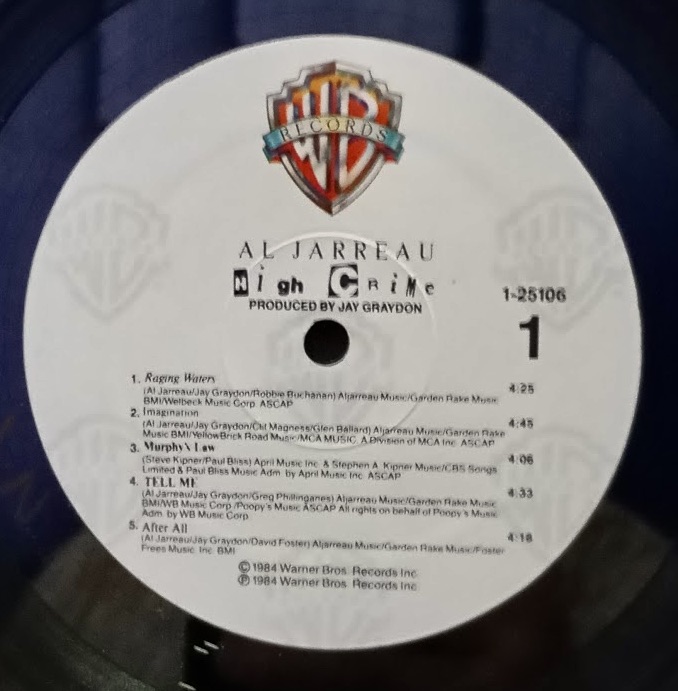 WB
RECORDS
AL JARREAU
High CRiMe
PRODUCED BY JAY GRAYDON
1-25106
1
1. Raging Waters 4:25
(Al Jarreau/Jay Graydon/Robbie Buchanan) Aljarreau Music/Garden Rake Music
BMI/Welbeck Music Corp. ASCAP
2. Imagination 4:45
(Al Jarreau/Jay Graydon/Chf Magness/Glen Ballard) Aljarreau Music/Garden Rake
Music BMI/YellowBrick Road Music/MCA MUSIC, A Division of MCA Inc. ASCAP
3. Murphy's Law 4:06
(Steve Kipner/Paul Bliss) April Music Inc. & Stephen A. Kipner Music/CBS Songs
Limited & Paul Bliss Music Adm. by April Music Inc. ASCAP
4. TELL ME 4:33
(Al Jarreau/Jay Graydon/Greg Phillinganes) Aljarreau Music/Garden Rake Music
BMI/WB Music Corp./Poopy's Music ASCAP All rights on behalf of Poopy's Music
Adm. by WB Music Corp.
5. After All 4:18
(Al Jarreau/Jay Graydon/David Foster) Aljarreau Music/Garden Rake Music/Foster
Frees Music, Inc. BMI
© 1984 Warner Bros. Records Inc.
℗ 1984 Warner Bros. Records Inc.